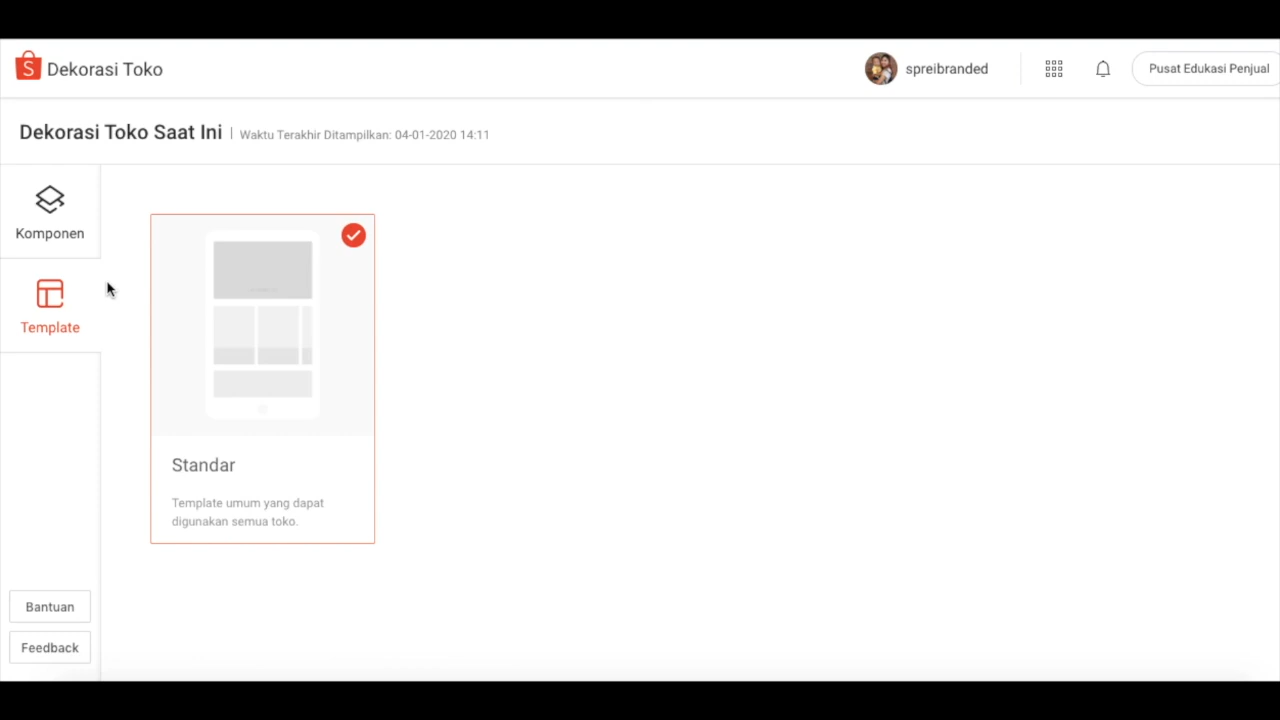 Dekorasi Toko
spreibranded
Pusat Edukasi Penjual
Dekorasi Toko Saat Ini | Waktu Terakhir Ditampilkan: 04-01-2020 14:11
Komponen
Template
Standar
Template umum yang dapat
digunakan semua toko.
Bantuan
Feedback